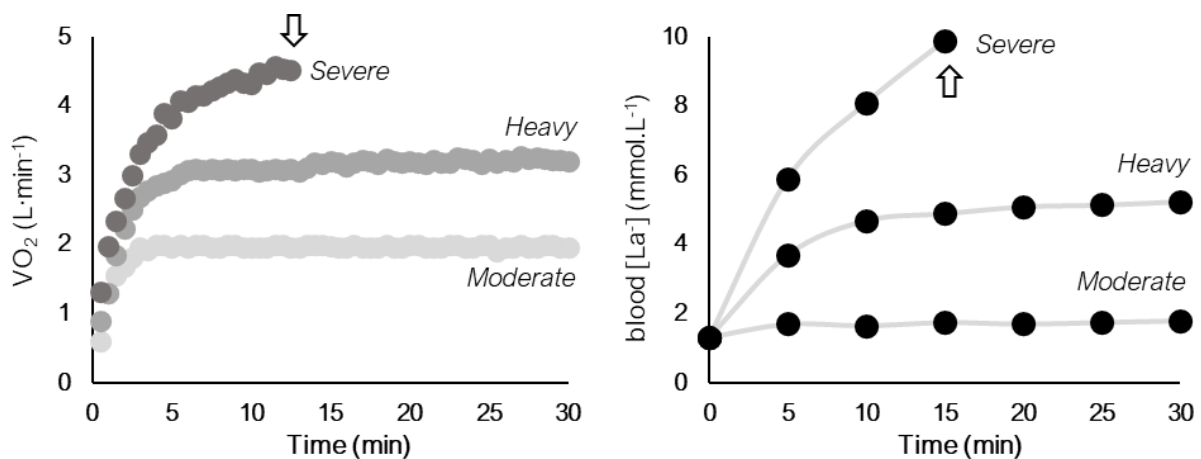 5
4
3
2
1
0
VO₂ (L·min⁻¹)
Severe
Heavy
Moderate
0 5 10 15 20 25 30
Time (min)
10
8
6
4
2
0
blood [La-] (mmol.L⁻¹)
Severe
Heavy
Moderate
0 5 10 15 20 25 30
Time (min)